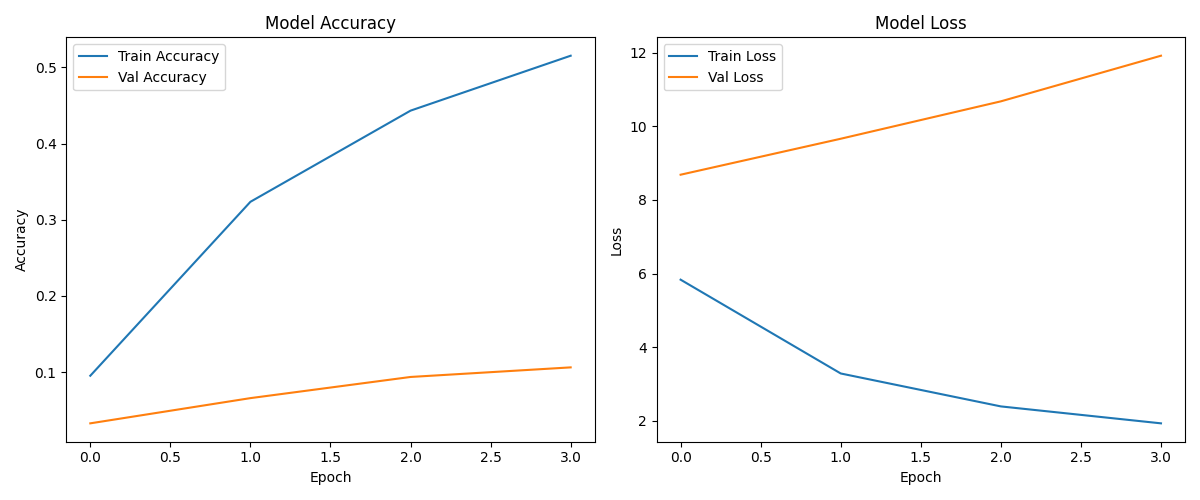 Model Accuracy
Train Accuracy
Val Accuracy
0.5
0.4
0.3
0.2
0.1
Accuracy
0.0 0.5 1.0 1.5 2.0 2.5 3.0
Epoch
Model Loss
Train Loss
Val Loss
12
10
8
6
4
2
Loss
0.0 0.5 1.0 1.5 2.0 2.5 3.0
Epoch